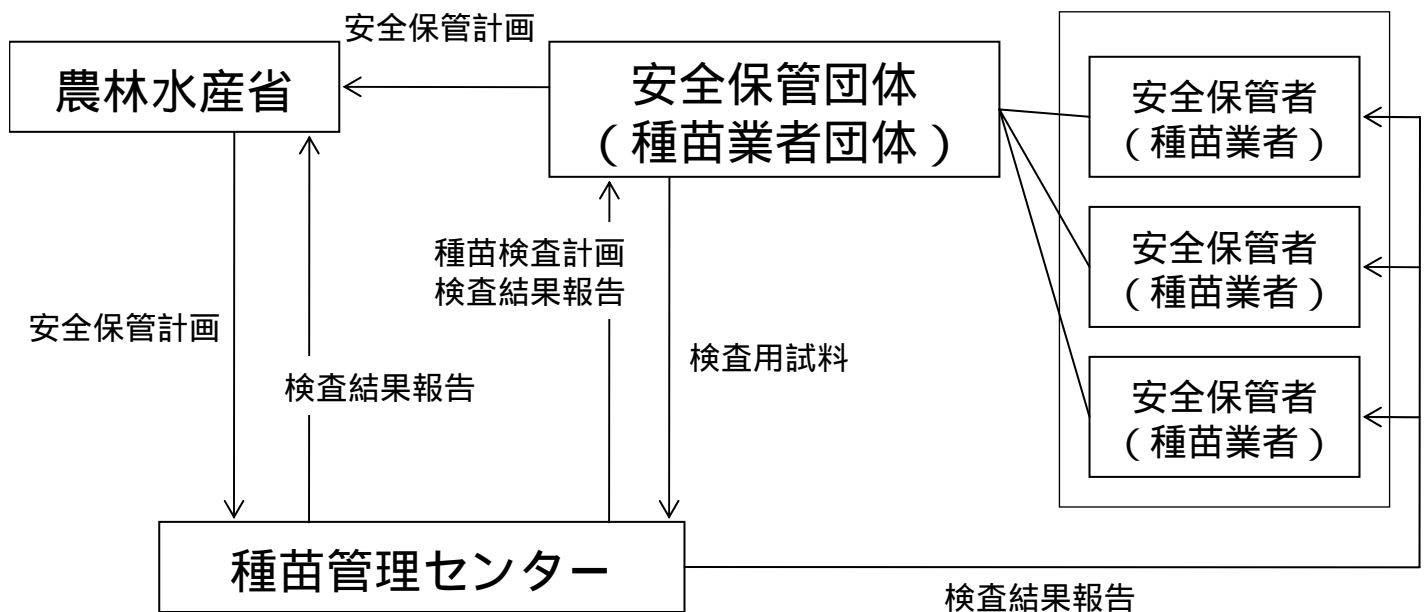 安全保管計画
農林水産省
安全保管団体
（種苗業者団体）
安全保管者
（種苗業者）
安全保管者
（種苗業者）
安全保管者
（種苗業者）
種苗検査計画
検査結果報告
安全保管計画
検査結果報告
検査用試料
種苗管理センター
検査結果報告